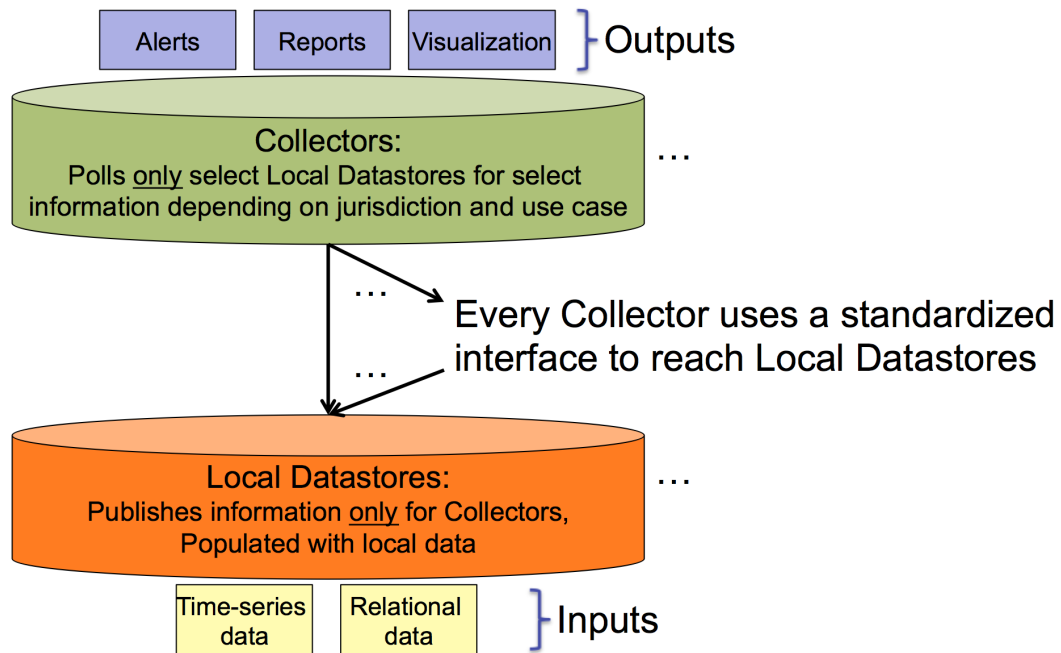 Alerts
Reports
Visualization
Outputs
Collectors:
Polls only select Local Datastores for select
information depending on jurisdiction and use case
...
...
Every Collector uses a standardized
interface to reach Local Datastores
...
Local Datastores:
Publishes information only for Collectors,
Populated with local data
...
Time-series
data
Relational
data
Inputs